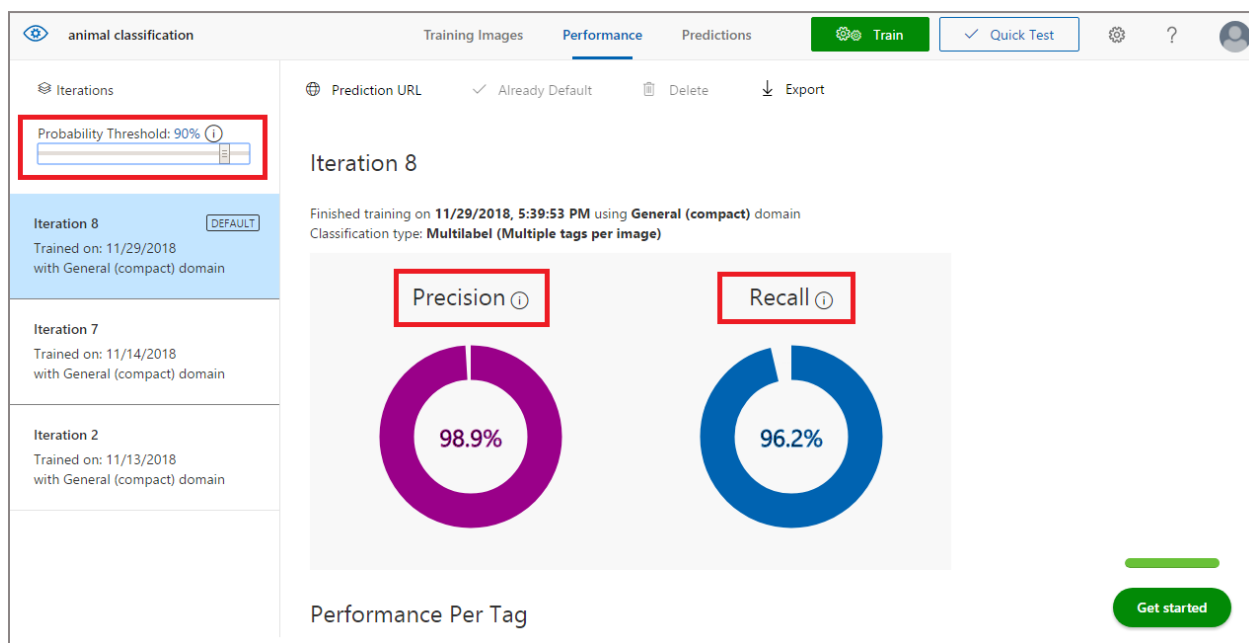 animal classification
Training Images
Performance
Predictions
Train
Quick Test
?
Iterations
Probability Threshold: 90%
Iteration 8
DEFAULT
Trained on: 11/29/2018
with General (compact) domain
Iteration 7
Trained on: 11/14/2018
with General (compact) domain
Iteration 2
Trained on: 11/13/2018
with General (compact) domain
Prediction URL
Already Default
Delete
Export
Iteration 8
Finished training on 11/29/2018, 5:39:53 PM using General (compact) domain
Classification type: Multilabel (Multiple tags per image)
Precision
Recall
98.9%
96.2%
Performance Per Tag
Get started